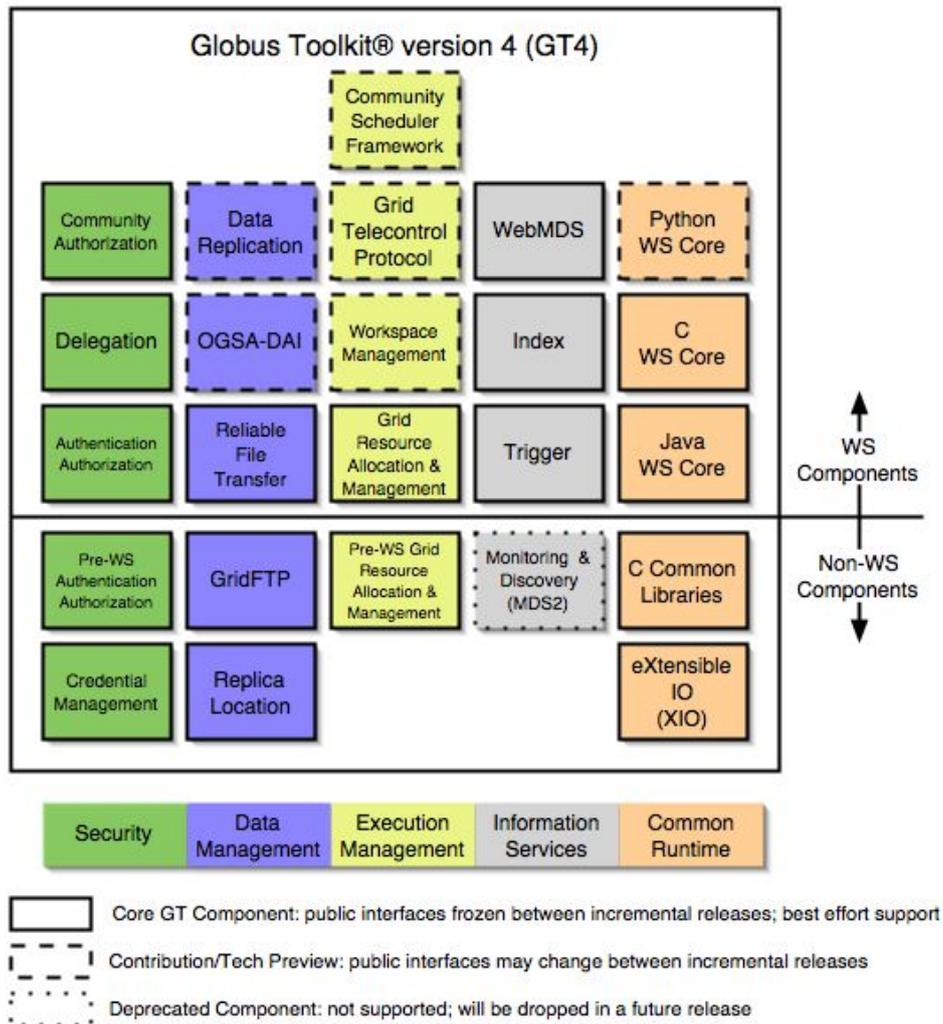 Globus Toolkit® version 4 (GT4)
Community
Scheduler
Framework
Community
Authorization
Data
Replication
Grid
Telecontrol
Protocol
WebMDS
Python
WS Core
Delegation
OGSA-DAI
Workspace
Management
Index
C
WS Core
Authentication
Authorization
Reliable
File
Transfer
Grid
Resource
Allocation &
Management
Trigger
Java
WS Core
WS
Components
Pre-WS
Authentication
Authorization
GridFTP
Pre-WS Grid
Resource
Allocation &
Management
Monitoring &
Discovery
(MDS2)
C Common
Libraries
Non-WS
Components
Credential
Management
Replica
Location
eXtensible
IO
(XIO)
Security
Data
Management
Execution
Management
Information
Services
Common
Runtime
Core GT Component: public interfaces frozen between incremental releases; best effort support
Contribution/Tech Preview: public interfaces may change between incremental releases
Deprecated Component: not supported; will be dropped in a future release